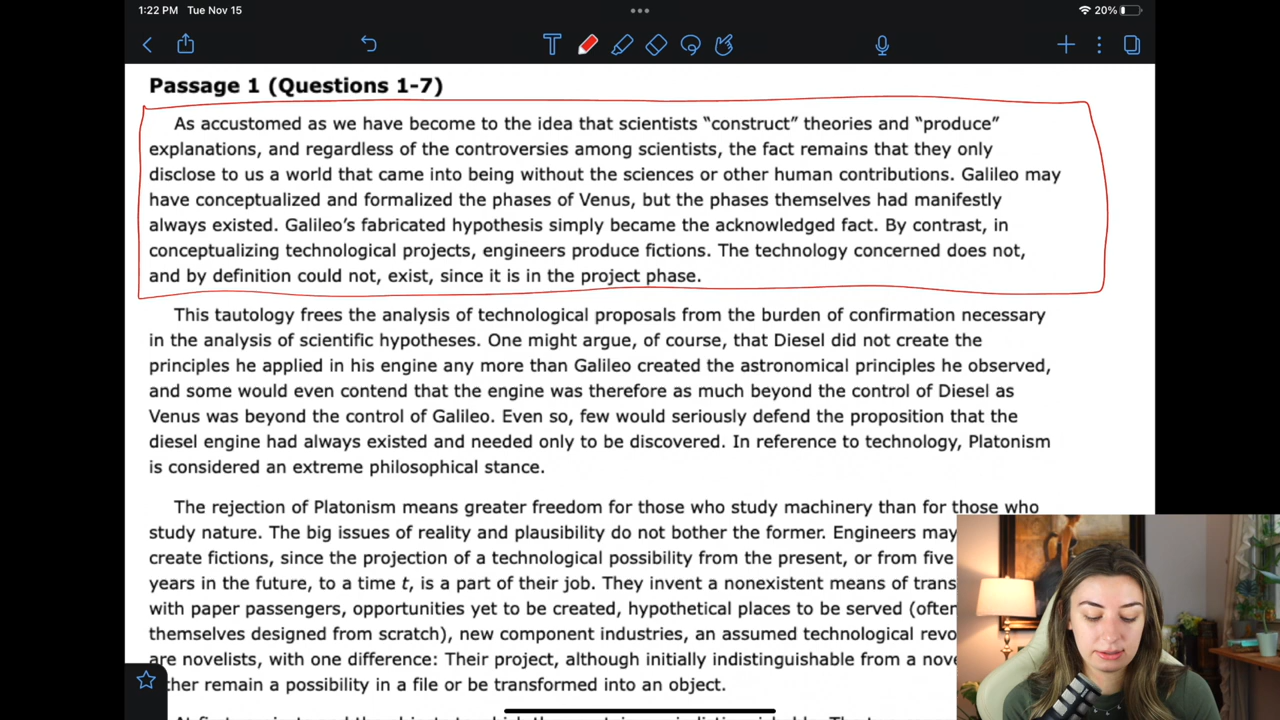 1:22 PM Tue Nov 15
20%
Passage 1 (Questions 1-7)
As accustomed as we have become to the idea that scientists “construct” theories and “produce”
explanations, and regardless of the controversies among scientists, the fact remains that they only
disclose to us a world that came into being without the sciences or other human contributions. Galileo may
have conceptualized and formalized the phases of Venus, but the phases themselves had manifestly
always existed. Galileo’s fabricated hypothesis simply became the acknowledged fact. By contrast, in
conceptualizing technological projects, engineers produce fictions. The technology concerned does not,
and by definition could not, exist, since it is in the project phase.
This tautology frees the analysis of technological proposals from the burden of confirmation necessary
in the analysis of scientific hypotheses. One might argue, of course, that Diesel did not create the
principles he applied in his engine any more than Galileo created the astronomical principles he observed,
and some would even contend that the engine was therefore as much beyond the control of Diesel as
Venus was beyond the control of Galileo. Even so, few would seriously defend the proposition that the
diesel engine had always existed and needed only to be discovered. In reference to technology, Platonism
is considered an extreme philosophical stance.
The rejection of Platonism means greater freedom for those who study machinery than for those who
study nature. The big issues of reality and plausibility do not bother the former. Engineers may
create fictions, since the projection of a technological possibility from the present, or from five
years in the future, to a time t, is a part of their job. They invent a nonexistent means of trans
with paper passengers, opportunities yet to be created, hypothetical places to be served (often
themselves designed from scratch), new component industries, an assumed technological revo
are novelists, with one difference: Their project, although initially indistinguishable from a nove
ther remain a possibility in a file or be transformed into an object.